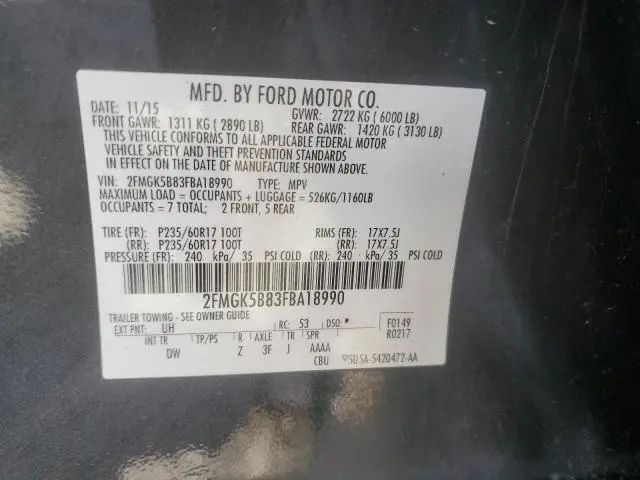 MFD. BY FORD MOTOR CO.
DATE: 11/15 GVWR: 2722 KG ( 6000 LB)
FRONT GAWR: 1311 KG ( 2890 LB) REAR GAWR: 1420 KG ( 3130 LB)
THIS VEHICLE CONFORMS TO ALL APPLICABLE FEDERAL MOTOR
VEHICLE SAFETY AND THEFT PREVENTION STANDARDS
IN EFFECT ON THE DATE OF MANUFACTURE SHOWN ABOVE.
VIN: 2FMGK5B83FBA18990 TYPE: MPV
MAXIMUM LOAD = OCCUPANTS + LUGGAGE = 526KG/1160LB
OCCUPANTS = 7 TOTAL; 2 FRONT, 5 REAR
TIRE (FR): P235/60R17 100T RIMS (FR): 17X7.5J
(RR): P235/60R17 100T (RR): 17X7.5J
PRESSURE (FR): 240 kPa/ 35 PSI COLD (RR): 240 kPa/ 35 PSI COLD
2FMGK5B83FBA18990
TRAILER TOWING - SEE OWNER GUIDE
EXT PNT: UH RC: 53 DSO: * F0149
INT TR TP/PS R AXLE TR SPR R0217
DW Z 3F J AAAA
CBU 5U5A-5420472-AA